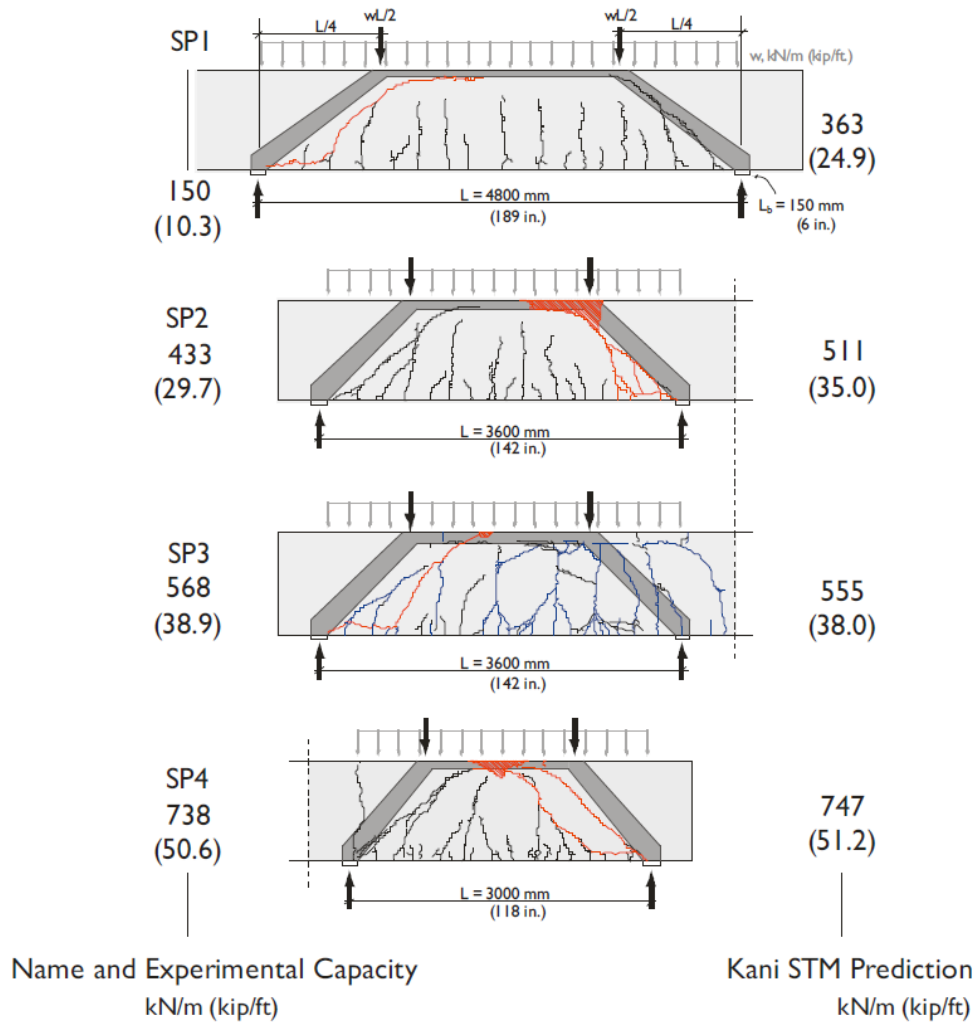 L/4
wL/2
wL/2
L/4
SP1
w, kN/m (kip/ft.)
363
(24.9)
150
(10.3)
L = 4800 mm
(189 in.)
L_b = 150 mm
(6 in.)
SP2
433
(29.7)
511
(35.0)
L = 3600 mm
(142 in.)
SP3
568
(38.9)
555
(38.0)
L = 3600 mm
(142 in.)
SP4
738
(50.6)
747
(51.2)
L = 3000 mm
(118 in.)
Name and Experimental Capacity
kN/m (kip/ft)
Kani STM Prediction
kN/m (kip/ft)